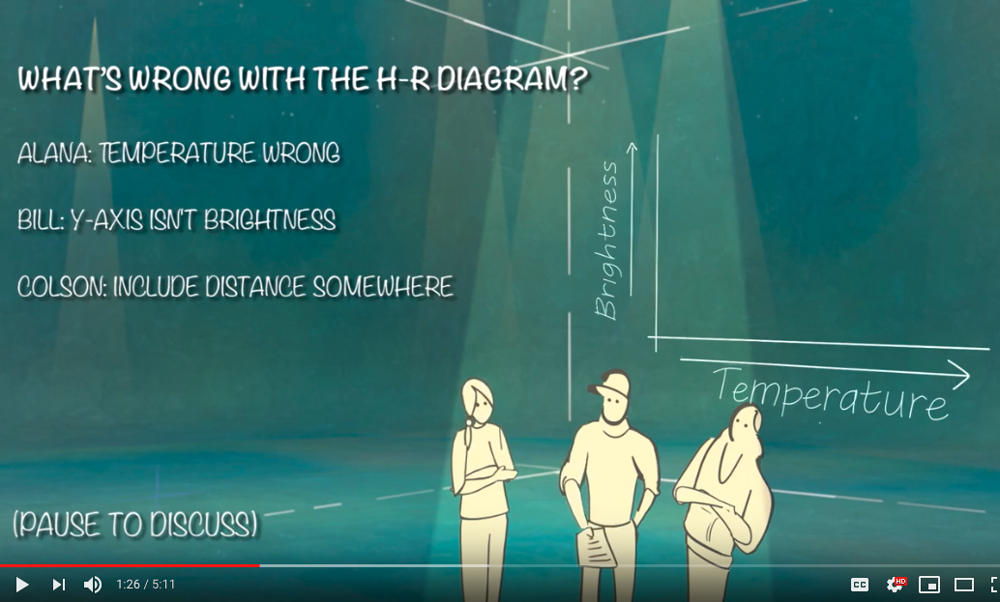 WHAT'S WRONG WITH THE H-R DIAGRAM?
ALANA: TEMPERATURE WRONG
BILL: Y-AXIS ISN'T BRIGHTNESS
COLSON: INCLUDE DISTANCE SOMEWHERE
Brightness
Temperature
(PAUSE TO DISCUSS)
1:26 / 5:11
CC
HD